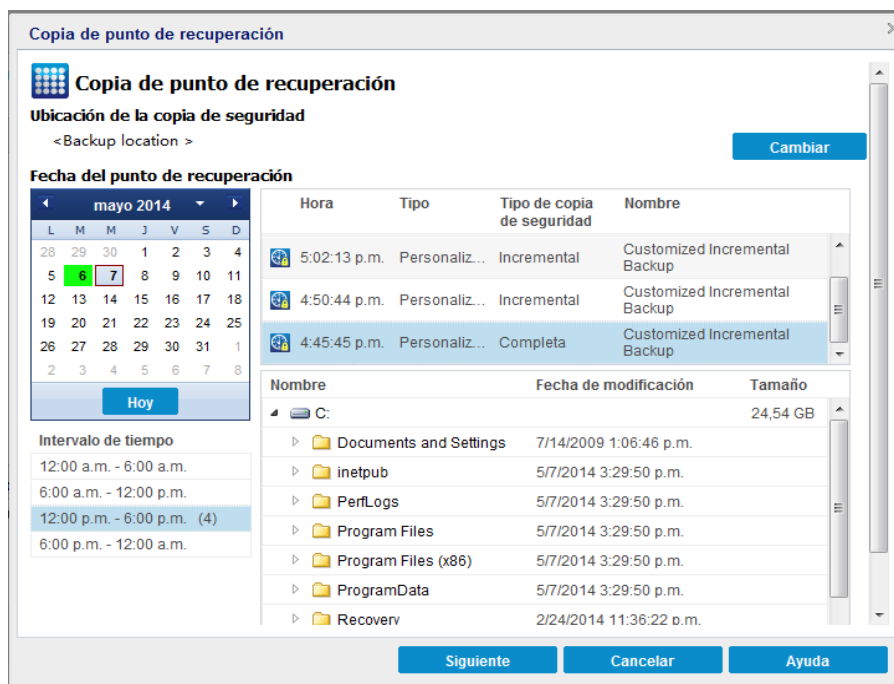 Copia de punto de recuperación
Copia de punto de recuperación
Ubicación de la copia de seguridad
<Backup location >
Cambiar
Fecha del punto de recuperación
mayo 2014
L M M J V S D
28 29 30 1 2 3 4
5 6 7 8 9 10 11
12 13 14 15 16 17 18
19 20 21 22 23 24 25
26 27 28 29 30 31 1
2 3 4 5 6 7 8
Hoy
Intervalo de tiempo
12:00 a.m. - 6:00 a.m.
6:00 a.m. - 12:00 p.m.
12:00 p.m. - 6:00 p.m. (4)
6:00 p.m. - 12:00 a.m.
Hora Tipo Tipo de copia de seguridad Nombre
5:02:13 p.m. Personaliz... Incremental Customized Incremental Backup
4:50:44 p.m. Personaliz... Incremental Customized Incremental Backup
4:45:45 p.m. Personaliz... Completa Customized Incremental Backup
Nombre Fecha de modificación Tamaño
C: 24,54 GB
Documents and Settings 7/14/2009 1:06:46 p.m.
inetpub 5/7/2014 3:29:50 p.m.
PerfLogs 5/7/2014 3:29:50 p.m.
Program Files 5/7/2014 3:29:50 p.m.
Program Files (x86) 5/7/2014 3:29:50 p.m.
ProgramData 5/7/2014 3:29:50 p.m.
Recovery 2/24/2014 11:36:22 p.m.
Siguiente Cancelar Ayuda